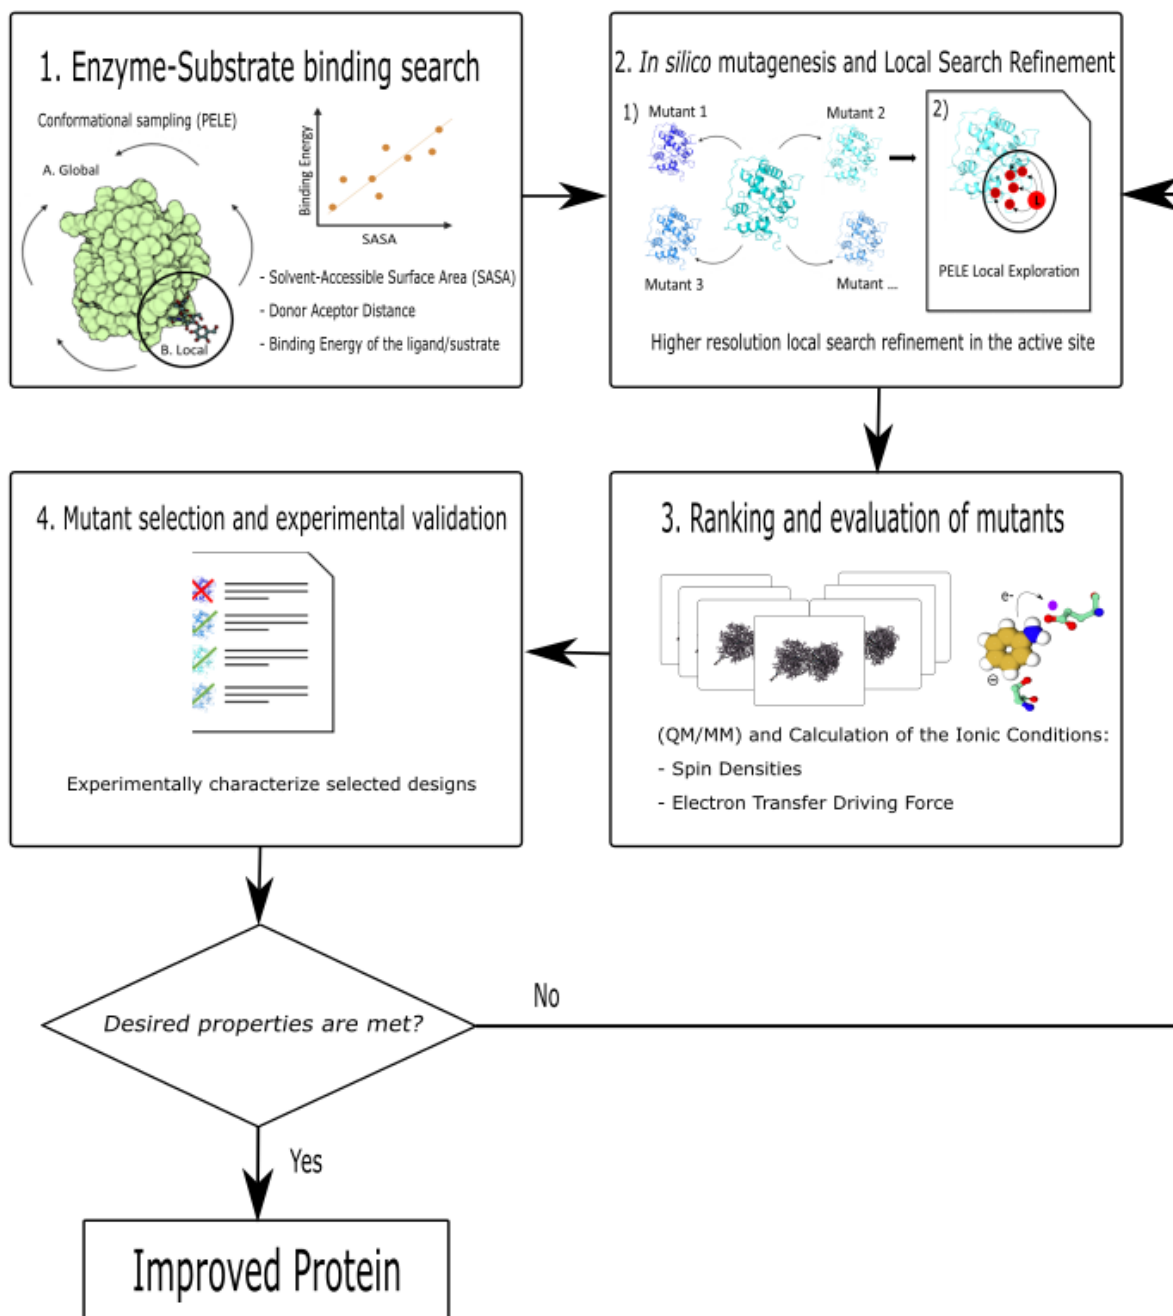 1. Enzyme-Substrate binding search
Conformational sampling (PELE)
A. Global
B. Local
Binding Energy
SASA
- Solvent-Accessible Surface Area (SASA)
- Donor Aceptor Distance
- Binding Energy of the ligand/sustrate
2. In silico mutagenesis and Local Search Refinement
1)
Mutant 1
Mutant 2
Mutant 3
Mutant ...
2)
L
PELE Local Exploration
Higher resolution local search refinement in the active site
3. Ranking and evaluation of mutants
e-
(QM/MM) and Calculation of the Ionic Conditions:
- Spin Densities
- Electron Transfer Driving Force
4. Mutant selection and experimental validation
Experimentally characterize selected designs
Desired properties are met?
No
Yes
Improved Protein